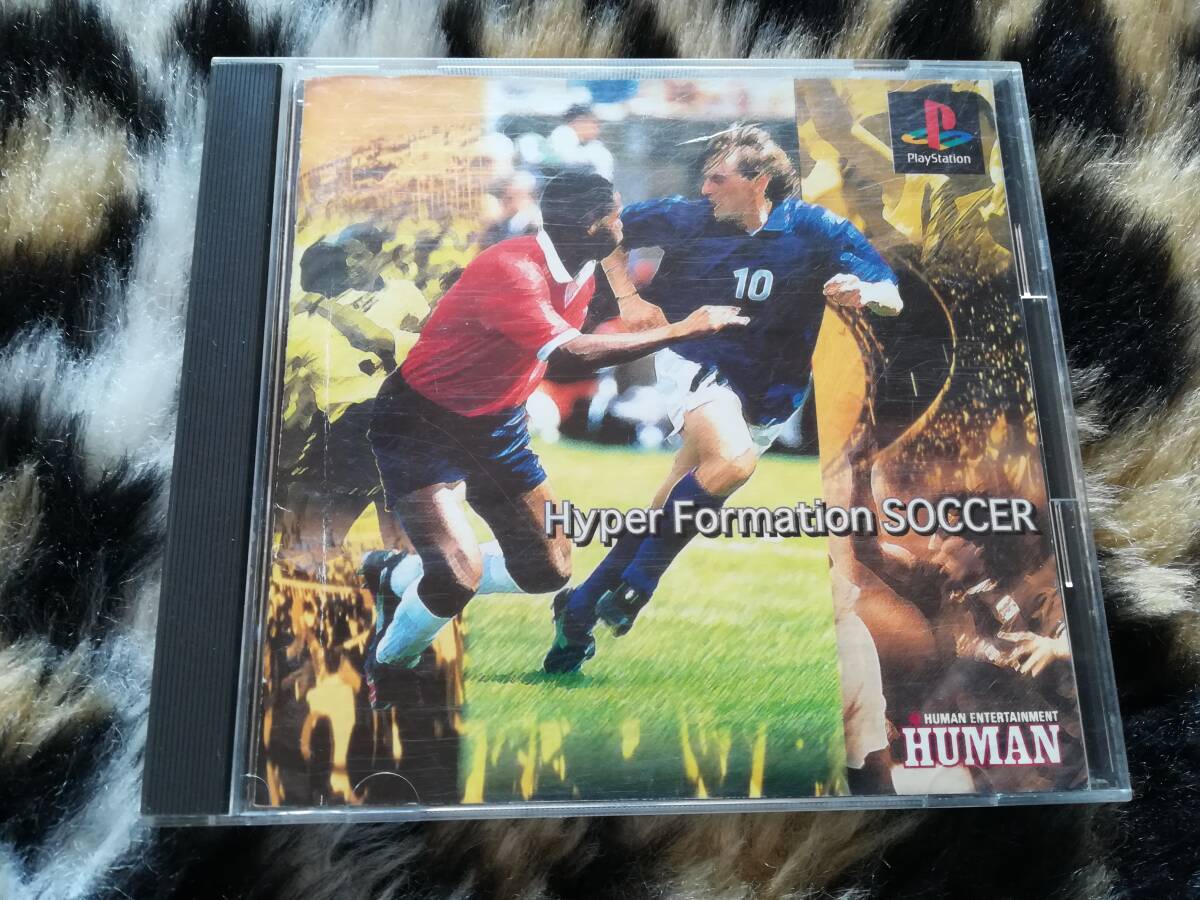 PlayStation
10
Hyper Formation SOCCER
HUMAN ENTERTAINMENT
HUMAN